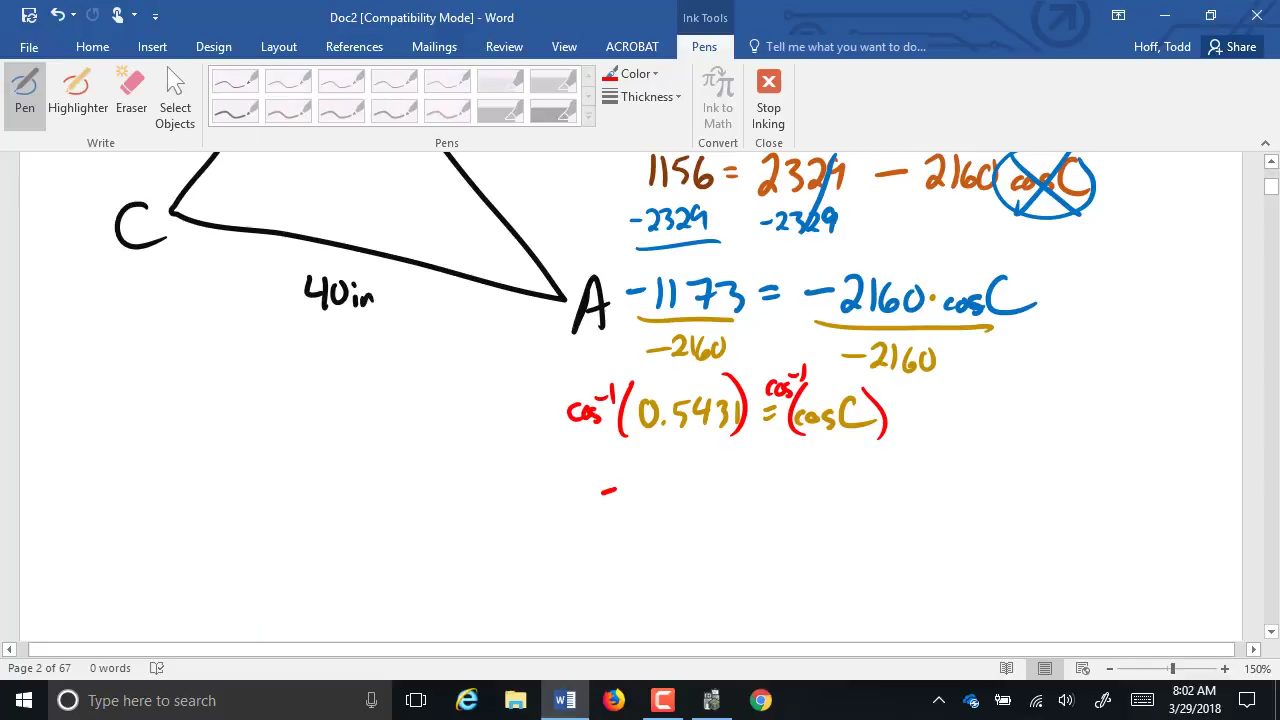 Doc2 [Compatibility Mode] - Word
Ink Tools
File Home Insert Design Layout References Mailings Review View ACROBAT Pens Tell me what you want to do... Hoff, Todd Share
Pen Highlighter Eraser Select Objects
Color
Thickness
Ink to Math
Stop Inking
Write Pens Convert Close
1156 = 2329 - 2160 cosC
-2329 -2329
C
40in
A
-1173 = -2160·cosC
-2160 -2160
cos⁻¹(0.5431) = cos⁻¹(cosC)
-
Page 2 of 67 0 words 150%
Type here to search
8:02 AM
3/29/2018